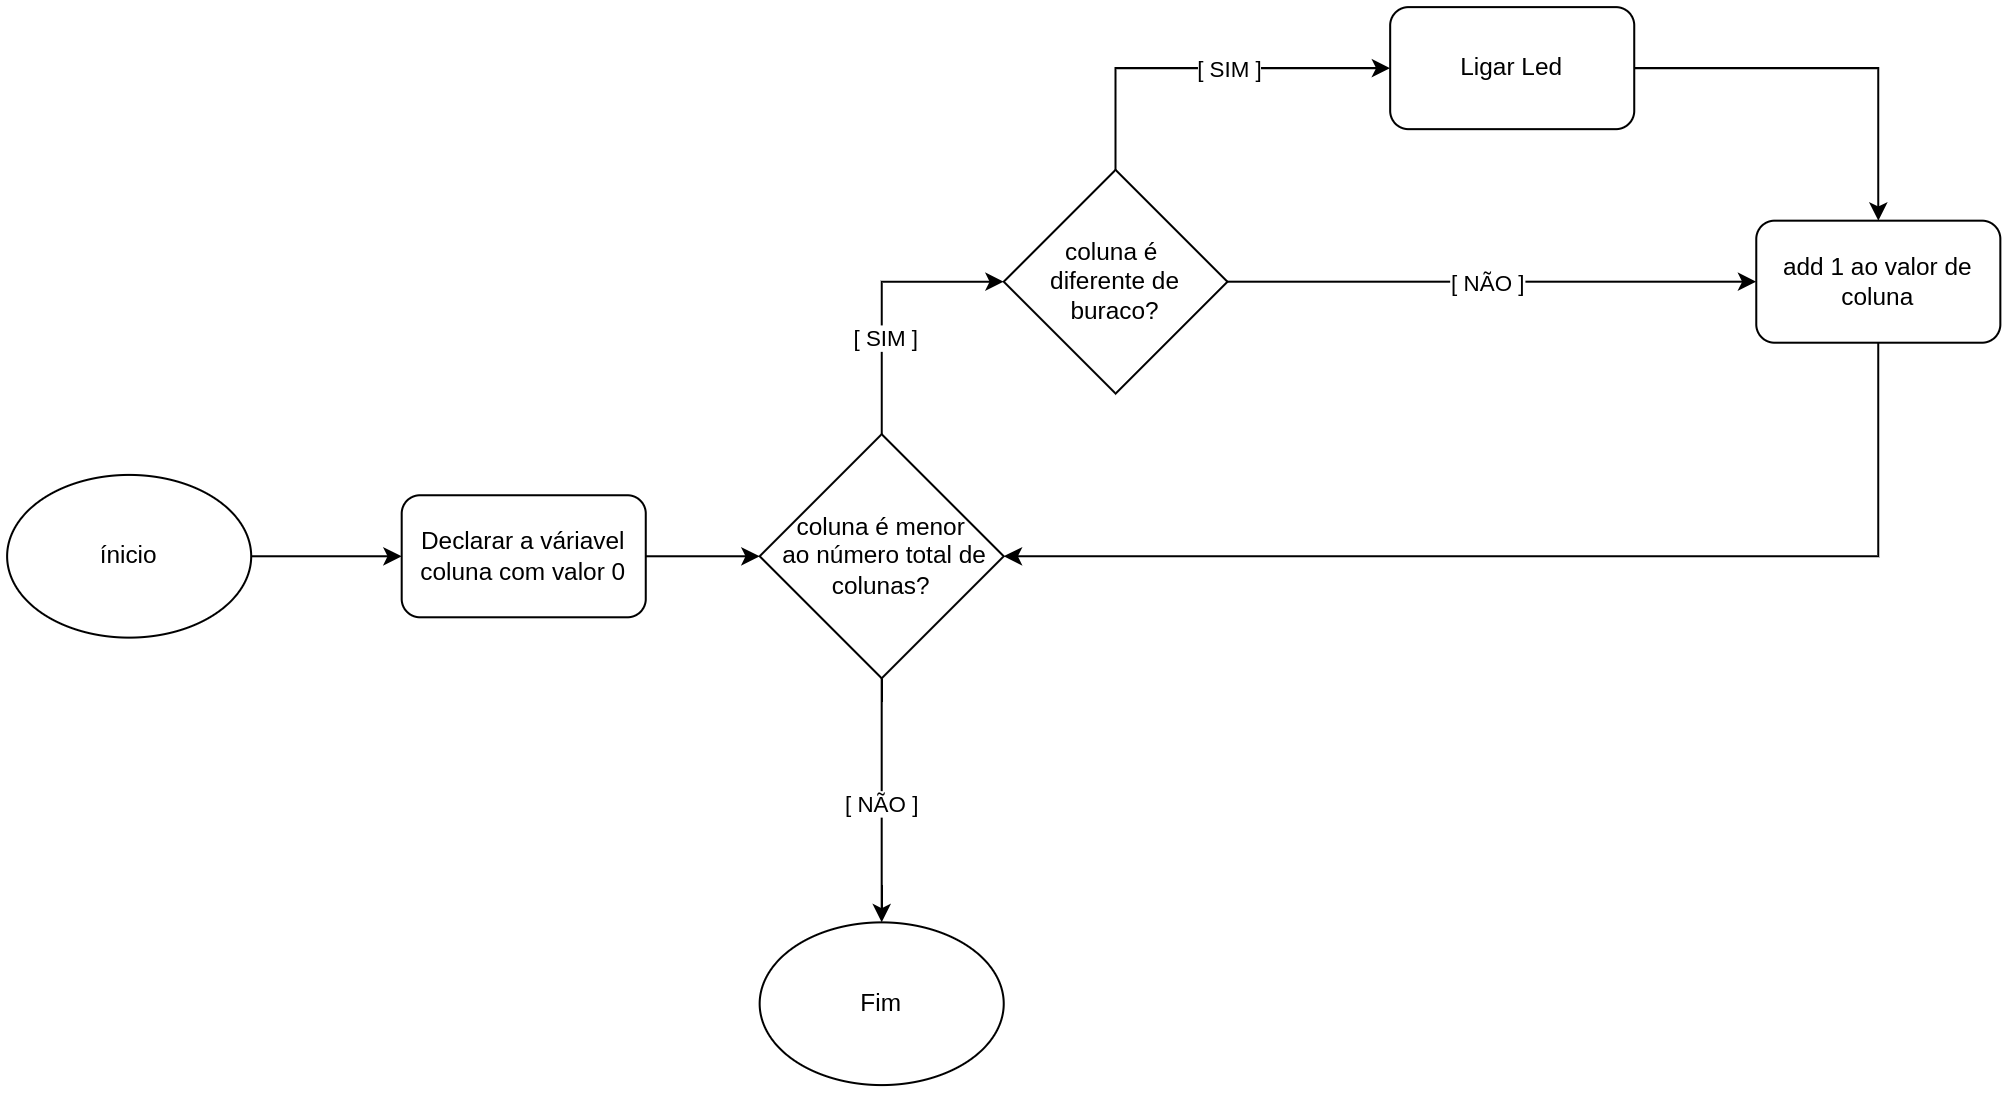 [ SIM ]
Ligar Led
coluna é
diferente de
buraco?
[ NÃO ]
add 1 ao valor de
coluna
[ SIM ]
ínicio
Declarar a váriavel
coluna com valor 0
coluna é menor
ao número total de
colunas?
[ NÃO ]
Fim